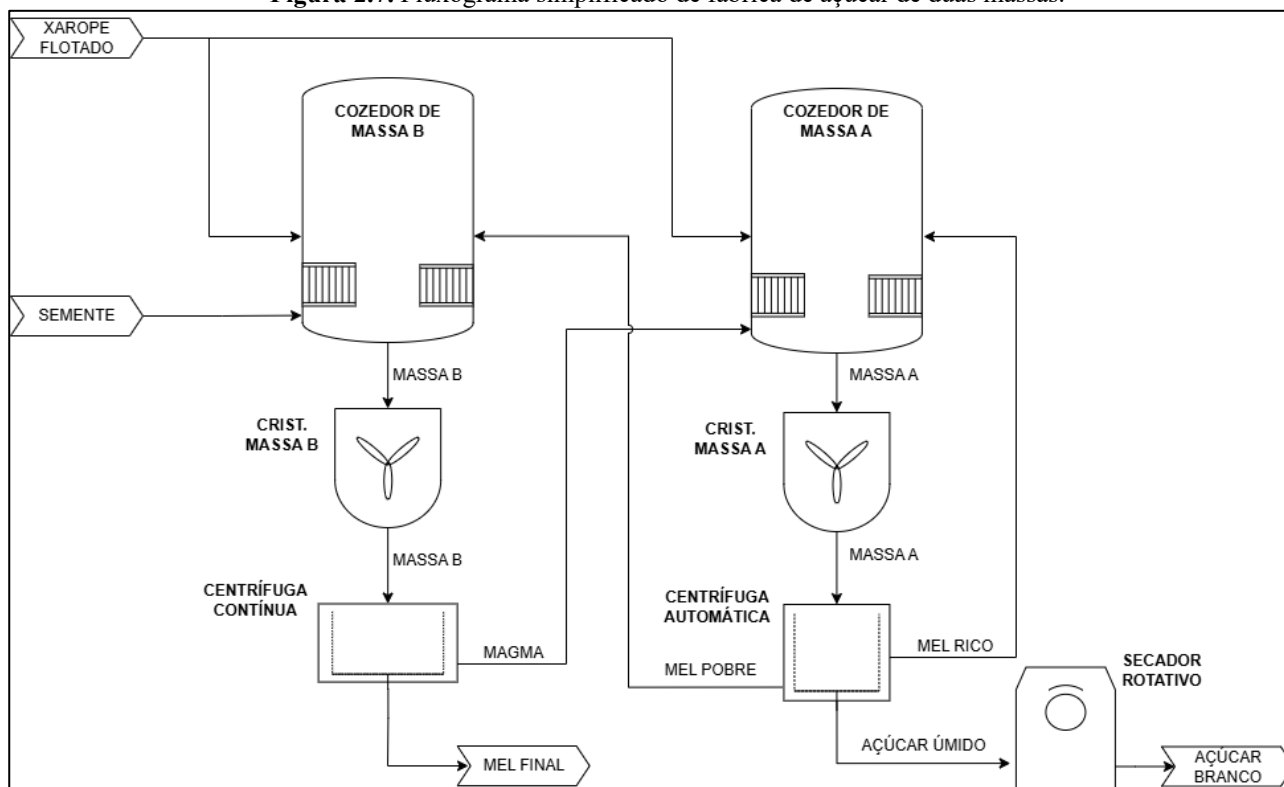 Figura 2.7. Fluxograma simplificado de fábrica de açúcar de duas massas.
XAROPE
FLOTADO
COZEDOR DE
MASSA B
COZEDOR DE
MASSA A
SEMENTE
MASSA B
MASSA A
CRIST.
MASSA B
CRIST.
MASSA A
MASSA B
MASSA A
CENTRÍFUGA
CONTÍNUA
CENTRÍFUGA
AUTOMÁTICA
MAGMA
MEL POBRE
MEL RICO
SECADOR
ROTATIVO
MEL FINAL
AÇÚCAR ÚMIDO
AÇÚCAR
BRANCO